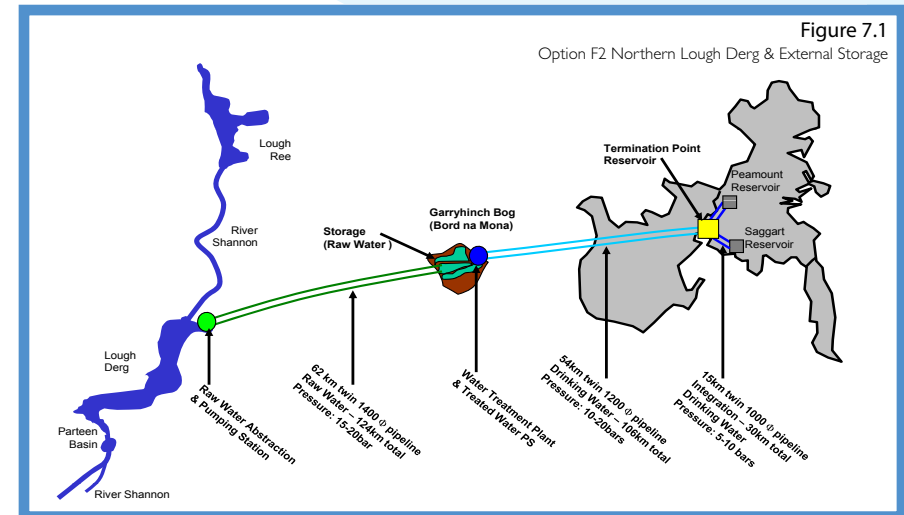 Figure 7.1
Option F2 Northern Lough Derg & External Storage
Lough
Ree
Termination Point
Reservoir
Peamount
Reservoir
Garryhinch Bog
(Bord na Mona)
River
Shannon
Storage
(Raw Water )
Saggart
Reservoir
Lough
Derg
Raw Water Abstraction
& Pumping Station
62 km twin 1400 Φ pipeline
Raw Water – 124km total
Pressure: 15-20bar
Water Treatment Plant
& Treated Water PS
54km twin 1200 Φ pipeline
Drinking Water – 106km total
Pressure: 10-20bars
15km twin 1000 Φ pipeline
Integration – 30km total
Drinking Water
Pressure: 5-10 bars
Parteen
Basin
River Shannon